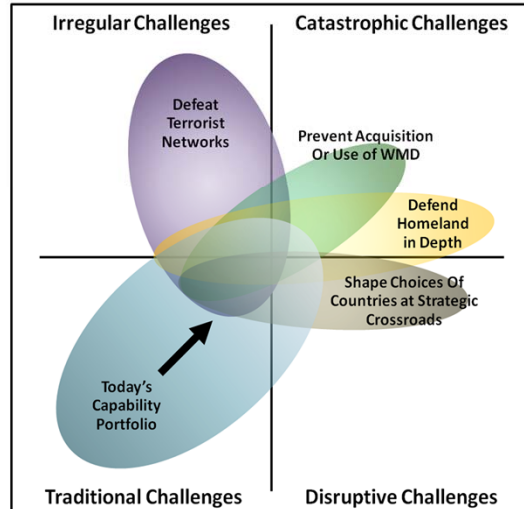 Irregular Challenges
Catastrophic Challenges
Defeat
Terrorist
Networks
Prevent Acquisition
Or Use of WMD
Defend
Homeland
in Depth
Shape Choices Of
Countries at Strategic
Crossroads
Today's
Capability
Portfolio
Traditional Challenges
Disruptive Challenges